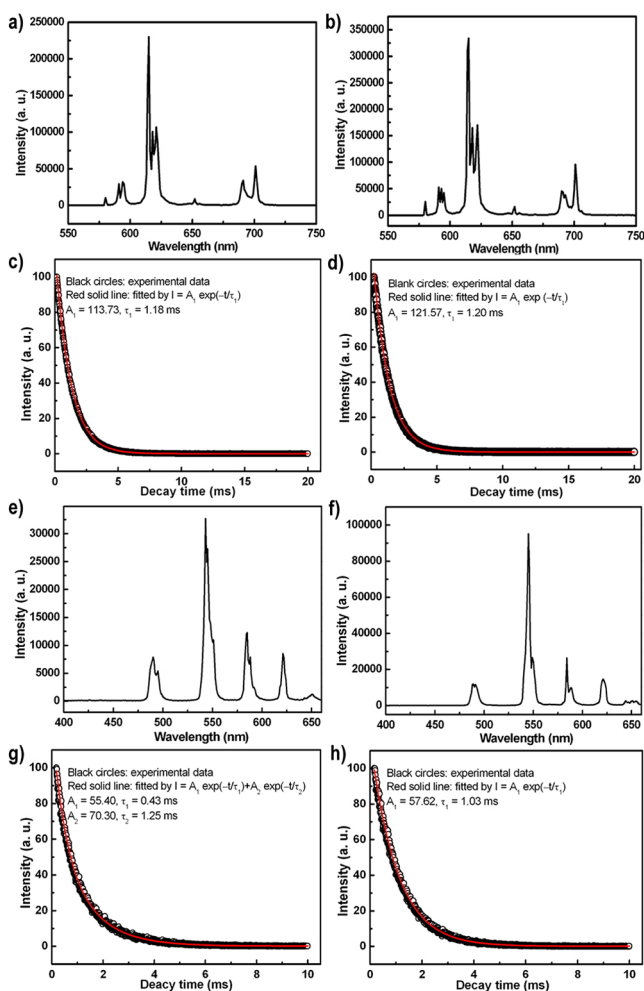 a)
250000
200000
150000
100000
50000
0
Intensity (a. u.)
550 600 650 700 750
Wavelength (nm)
b)
350000
300000
250000
200000
150000
100000
50000
0
Intensity (a. u.)
550 600 650 700 750
Wavelength (nm)
c)
100
80
60
40
20
0
Intensity (a. u.)
Black circles: experimental data
Red solid line: fitted by I = A₁ exp(−t/τ₁)
A₁ = 113.73, τ₁ = 1.18 ms
0 5 10 15 20
Decay time (ms)
d)
100
80
60
40
20
0
Intensity (a. u.)
Blank circles: experimental data
Red solid line: fitted by I = A₁ exp (−t/τ₁)
A₁ = 121.57, τ₁ = 1.20 ms
0 5 10 15 20
Decay time (ms)
e)
30000
25000
20000
15000
10000
5000
0
Intensity (a. u.)
400 450 500 550 600 650
Wavelength (nm)
f)
100000
80000
60000
40000
20000
0
Intensity (a. u.)
400 450 500 550 600 650
Wavelength (nm)
g)
100
80
60
40
20
0
Intensity (a. u.)
Black circles: experimental data
Red solid line: fitted by I = A₁ exp(−t/τ₁)+A₂ exp(−t/τ₂)
A₁ = 55.40, τ₁ = 0.43 ms
A₂ = 70.30, τ₂ = 1.25 ms
0 2 4 6 8 10
Deacy time (ms)
h)
100
80
60
40
20
0
Intensity (a. u.)
Black circles: experimental data
Red solid line: fitted by I = A₁ exp(−t/τ₁)
A₁ = 57.62, τ₁ = 1.03 ms
0 2 4 6 8 10
Decay time (ms)